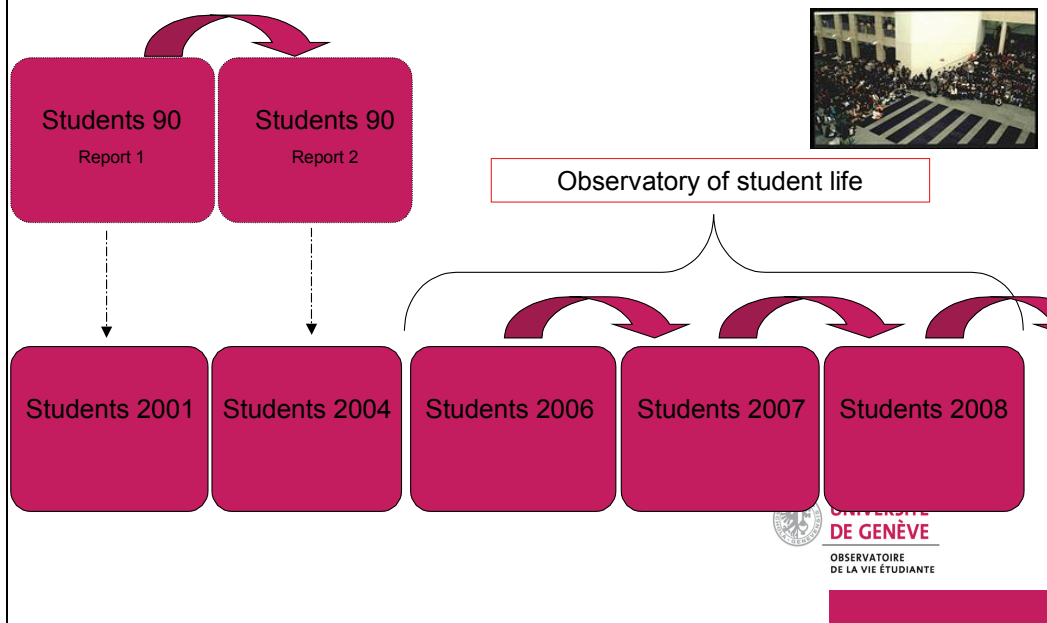 Students 90
Report 1
Students 90
Report 2
Observatory of student life
Students 2001
Students 2004
Students 2006
Students 2007
Students 2008
UNIVERSITÉ
DE GENÈVE
OBSERVATOIRE
DE LA VIE ÉTUDIANTE